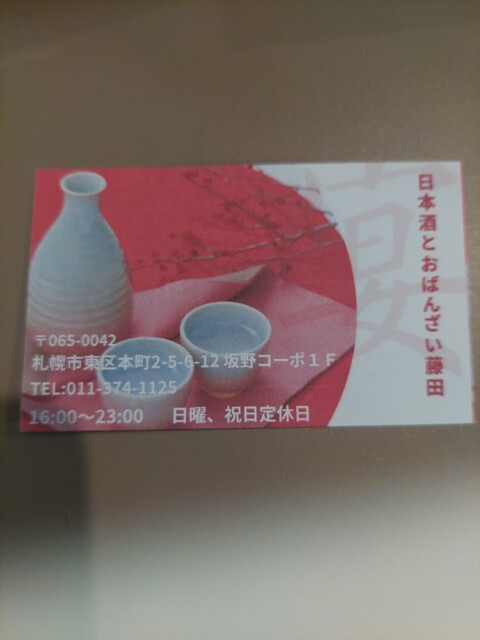 宴
日本酒とおばんざい藤田
〒065-0042
札幌市東区本町2-5-6-12 坂野コーポ１Ｆ
TEL:011-374-1125
16:00〜23:00 日曜、祝日定休日